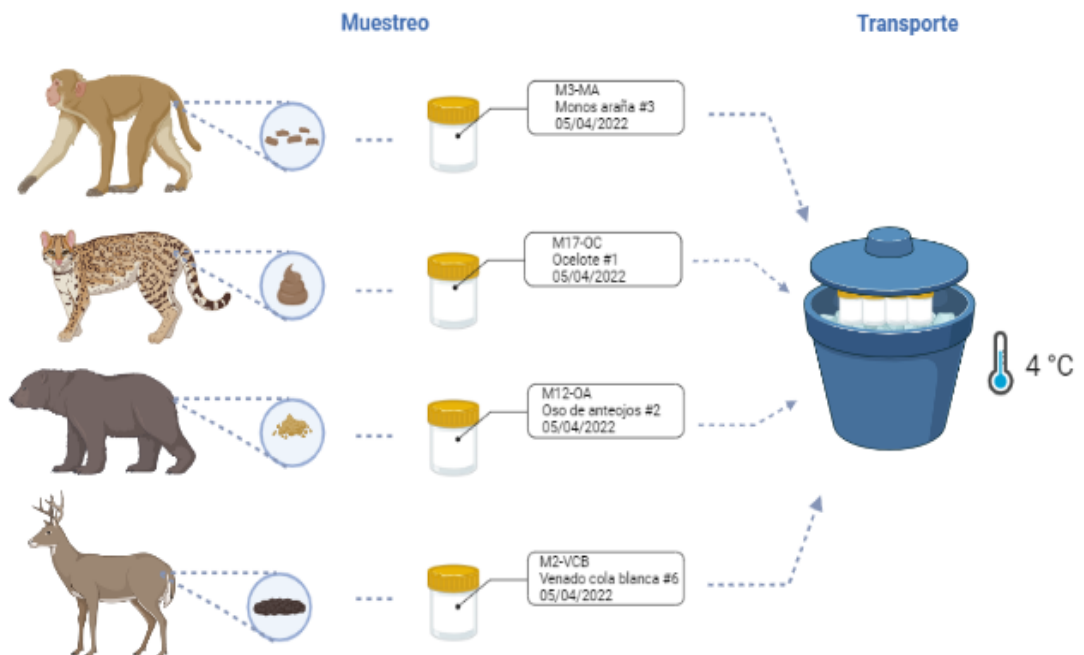 Muestreo
Transporte
M3-MA
Monos araña #3
05/04/2022
M17-OC
Ocelote #1
05/04/2022
4 °C
M12-OA
Oso de anteojos #2
05/04/2022
M2-VCB
Venado cola blanca #6
05/04/2022